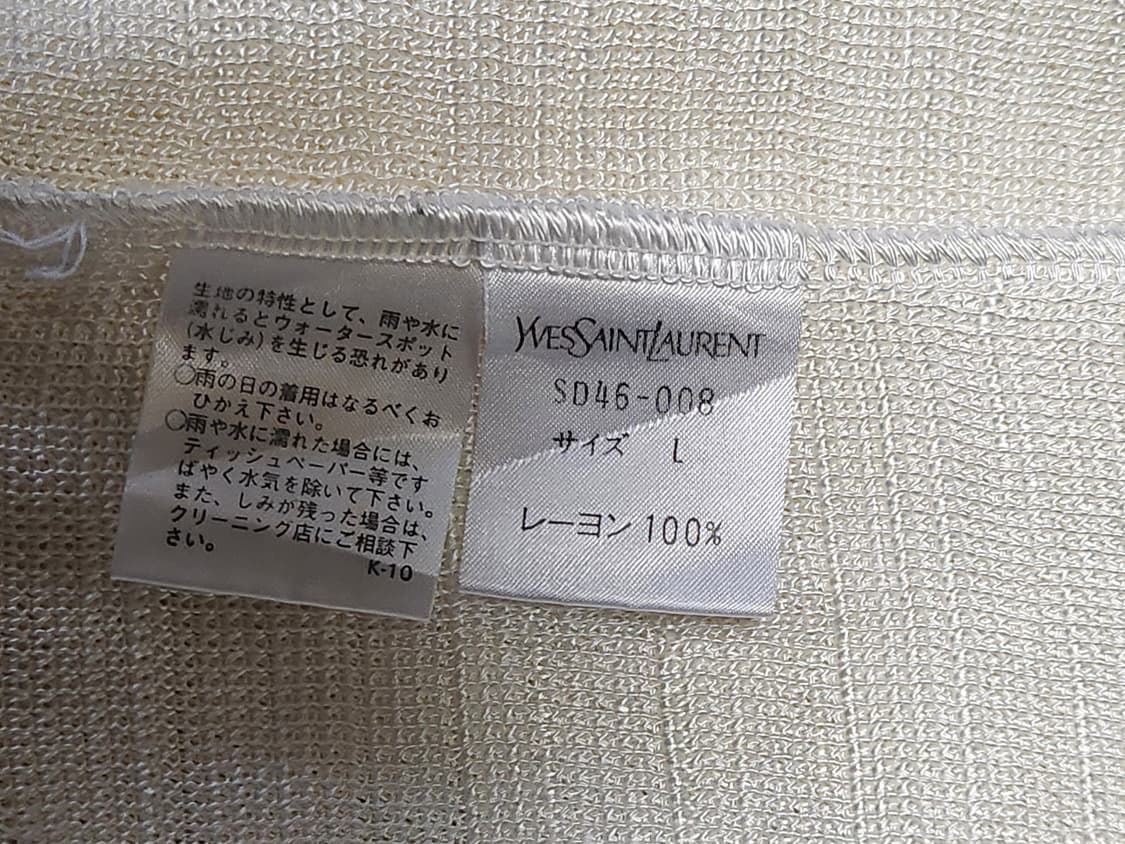 生地の特性として、雨や水に
濡れるとウォータースポット
(水じみ)を生じる恐れがあり
ます。
○雨の日の着用はなるべくお
ひかえ下さい。
○雨や水に濡れた場合には、
ティッシュペーパー等です
ばやく水気を除いて下さい。
また、しみが残った場合は、
クリーニング店にご相談下
さい。
K-10
YVESSAINTLAURENT
SD46-008
サイズ L
レーヨン 100%